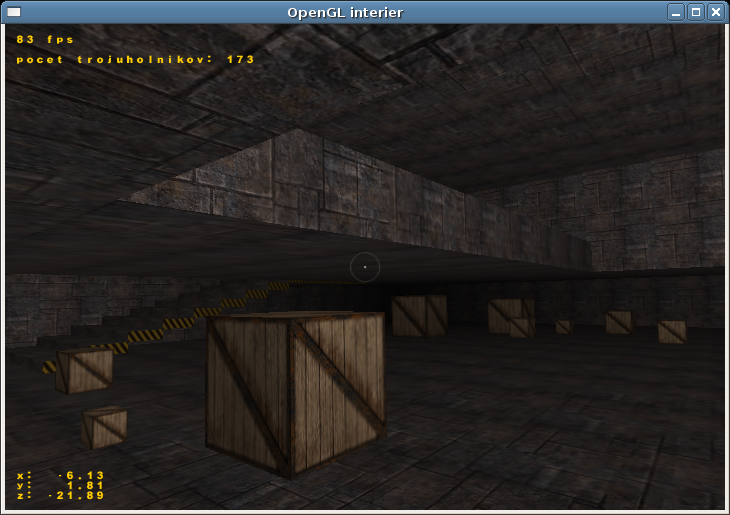 OpenGL interier
83 fps
pocet trojuholnikov: 173
x: -6.13
y: 1.81
z: -21.89